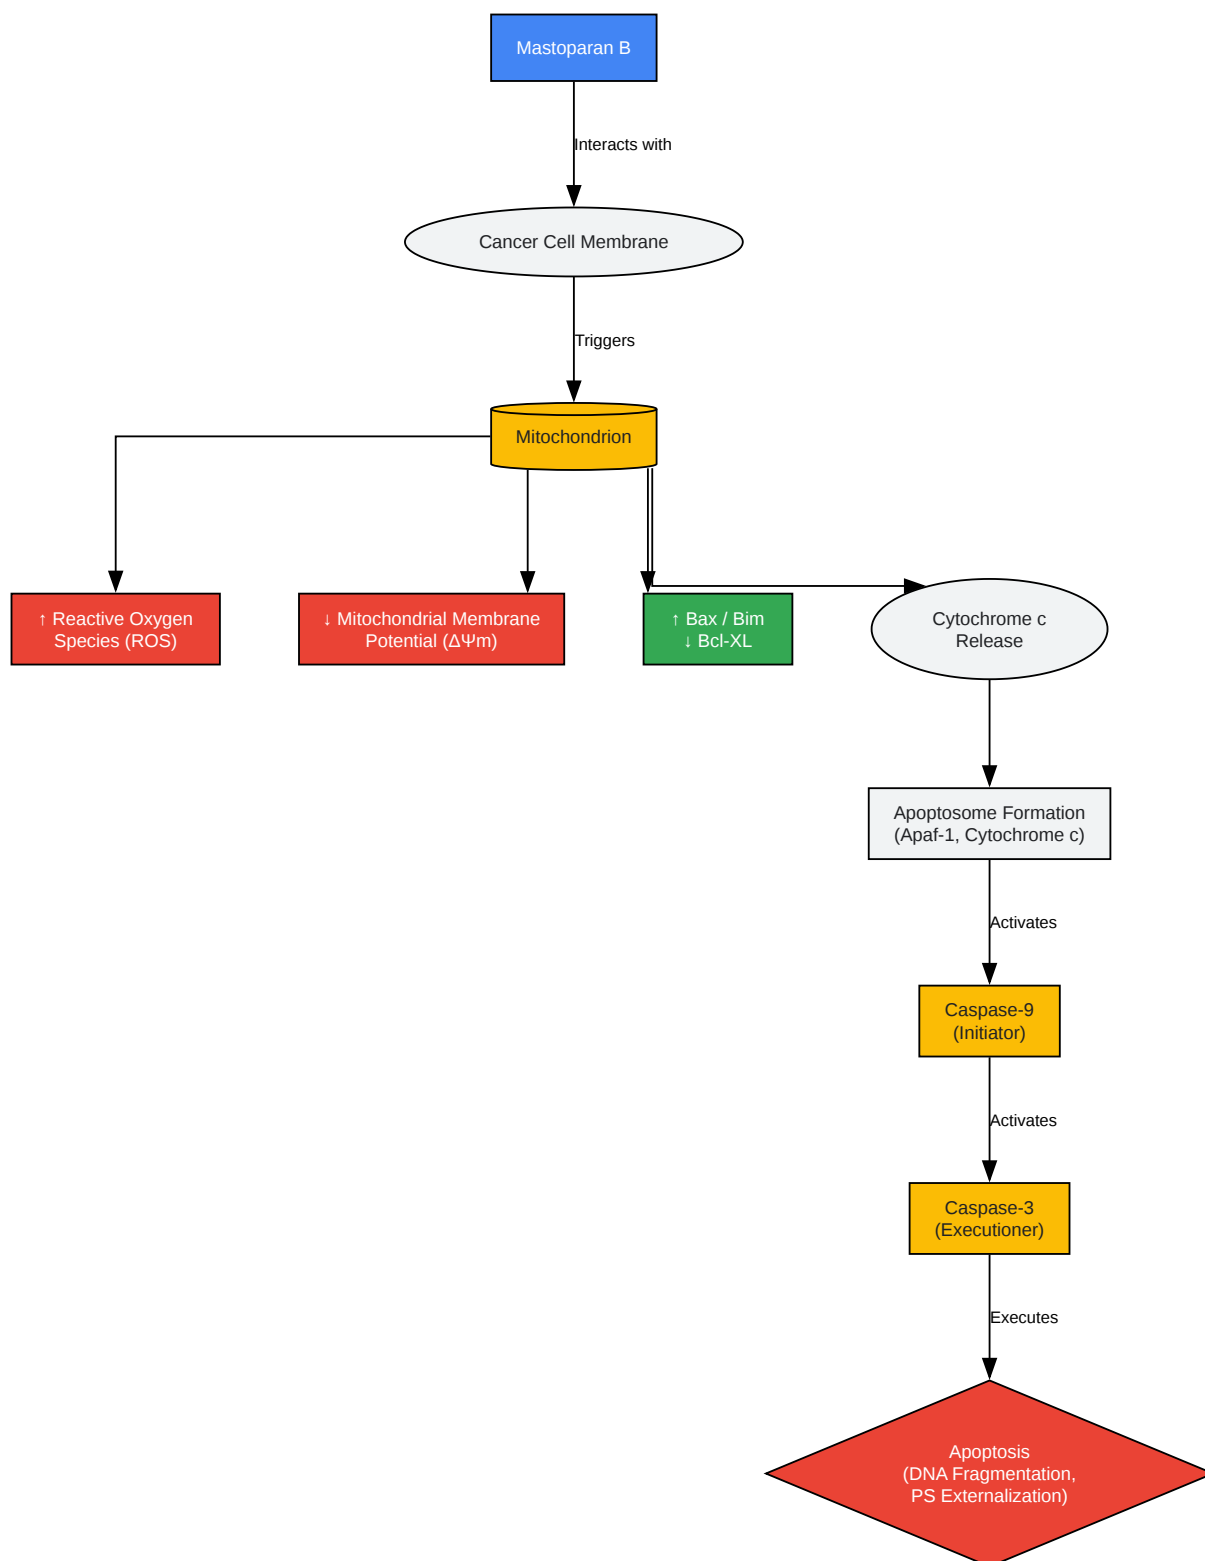 Mastoparan B
Interacts with
Cancer Cell Membrane
Triggers
Mitochondrion
↑ Reactive Oxygen
Species (ROS)
↓ Mitochondrial Membrane
Potential (ΔΨm)
↑ Bax / Bim
↓ Bcl-XL
Cytochrome c
Release
Apoptosome Formation
(Apaf-1, Cytochrome c)
Activates
Caspase-9
(Initiator)
Activates
Caspase-3
(Executioner)
Executes
Apoptosis
(DNA Fragmentation,
PS Externalization)